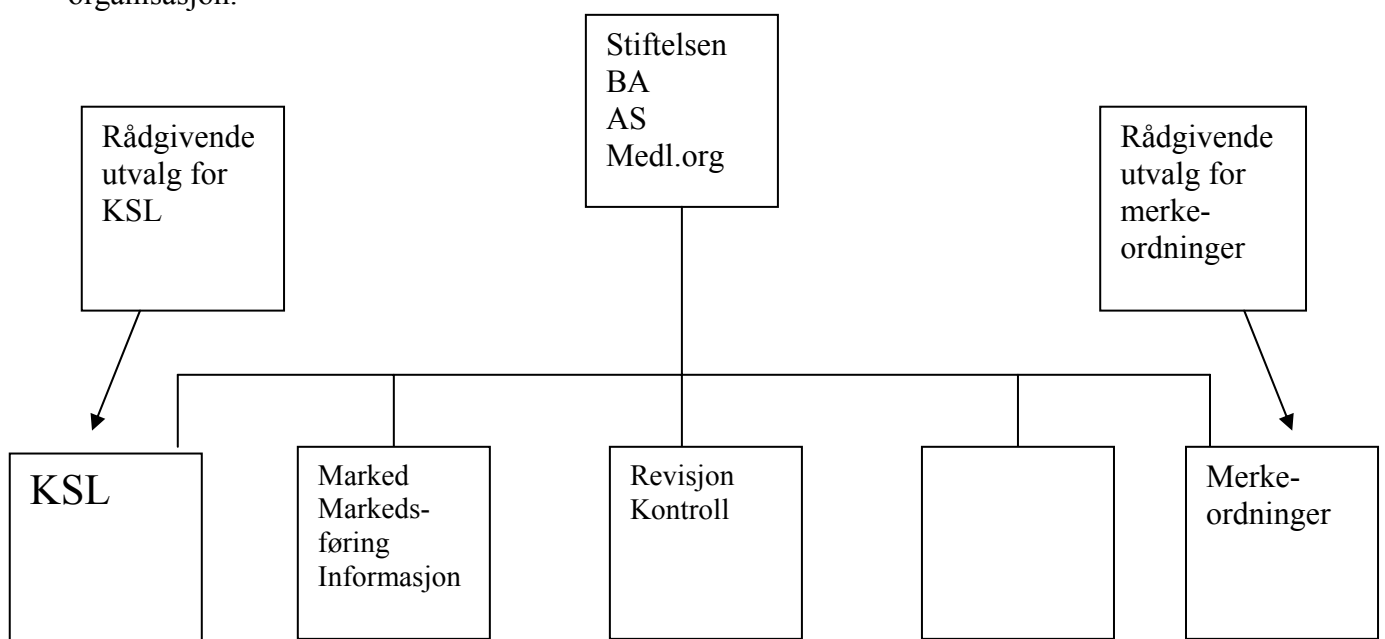 organisasjon.
Stiftelsen
BA
AS
Medl.org
Rådgivende
utvalg for
KSL
Rådgivende
utvalg for
merke-
ordninger
KSL
Marked
Markeds-
føring
Informasjon
Revisjon
Kontroll
Merke-
ordninger